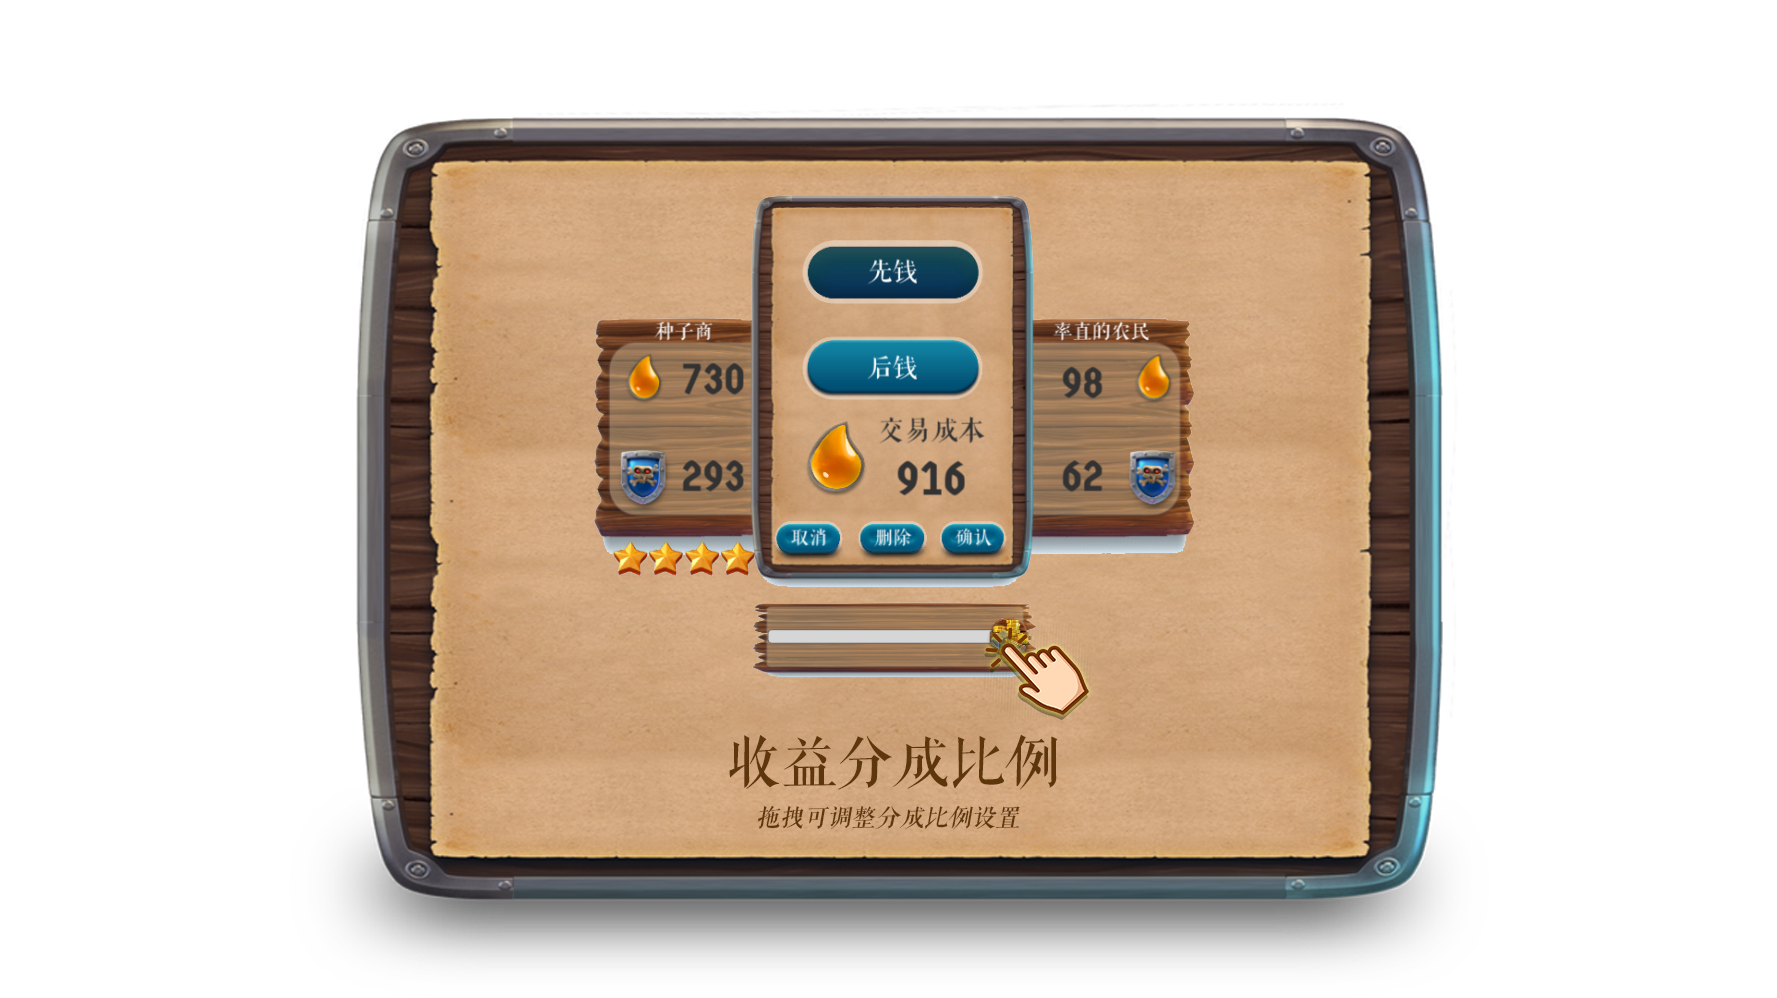 先钱
种子商
率直的农民
后钱
730
98
交易成本
916
293
62
取消
删除
确认
收益分成比例
拖拽可调整分成比例设置